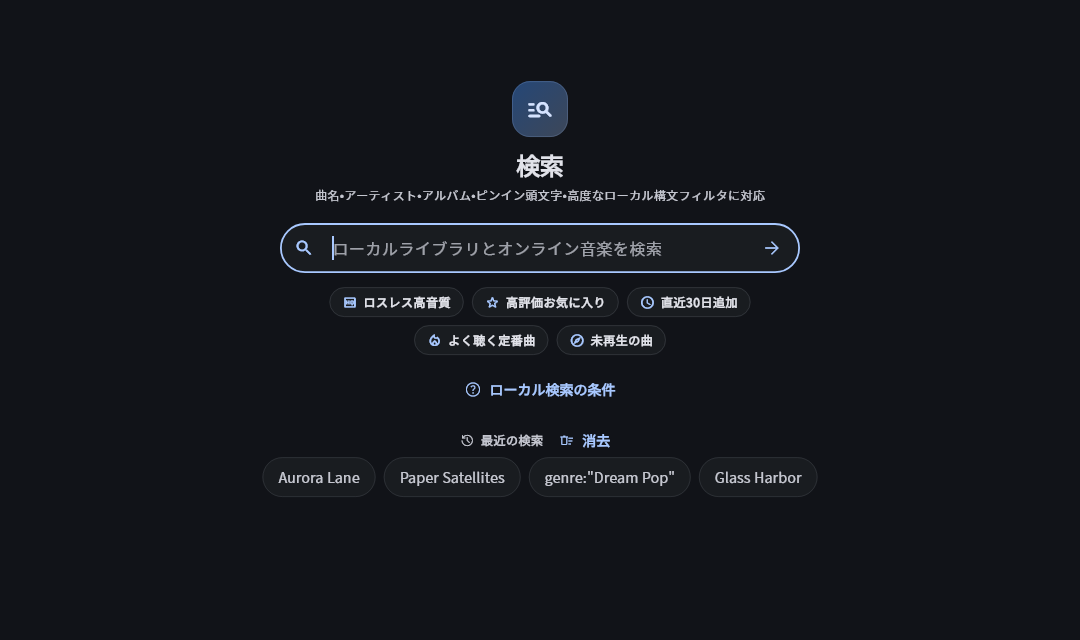 検索
曲名•アーティスト•アルバム•ピンイン頭文字•高度なローカル構文フィルタに対応
ローカルライブラリとオンライン音楽を検索
HQ ロスレス高音質 高評価お気に入り 直近30日追加
よく聴く定番曲 未再生の曲
? ローカル検索の条件
最近の検索 消去
Aurora Lane Paper Satellites genre:"Dream Pop" Glass Harbor